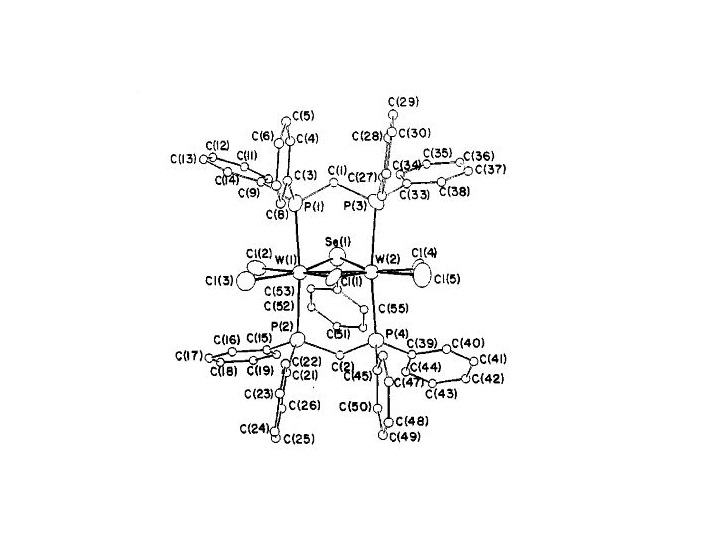 C(29)
C(5)
C(6)
C(4)
C(28)
C(30)
C(12)
C(13)
C(11)
C(14)
C(9)
C(3)
C(1)
C(27)
C(34)
C(35)
C(36)
C(37)
C(33)
C(38)
C(8)
P(1)
P(3)
Se(1)
Cl(2)
W(1)
W(2)
Cl(4)
Cl(3)
Cl(1)
Cl(5)
C(53)
C(52)
C(55)
P(2)
C(51)
P(4)
C(17)
C(16)
C(15)
C(18)
C(19)
C(22)
C(21)
C(2)
C(45)
C(39)
C(40)
C(41)
C(44)
C(47)
C(43)
C(42)
C(23)
C(26)
C(50)
C(48)
C(24)
C(25)
C(49)